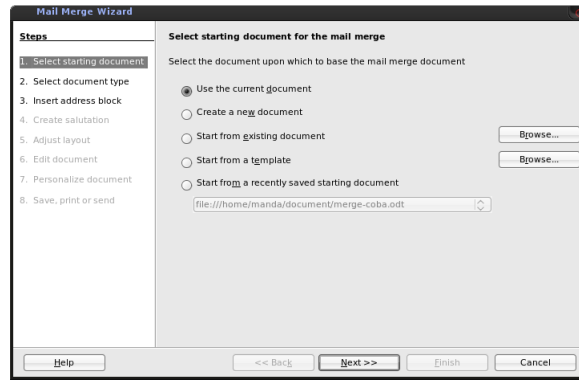 Mail Merge Wizard
Steps
1. Select starting document
2. Select document type
3. Insert address block
4. Create salutation
5. Adjust layout
6. Edit document
7. Personalize document
8. Save, print or send
Select starting document for the mail merge
Select the document upon which to base the mail merge document
Use the current document
Create a new document
Start from existing document
Browse...
Start from a template
Browse...
Start from a recently saved starting document
file:///home/manda/document/merge-coba.odt
Help
<< Back
Next >>
Finish
Cancel